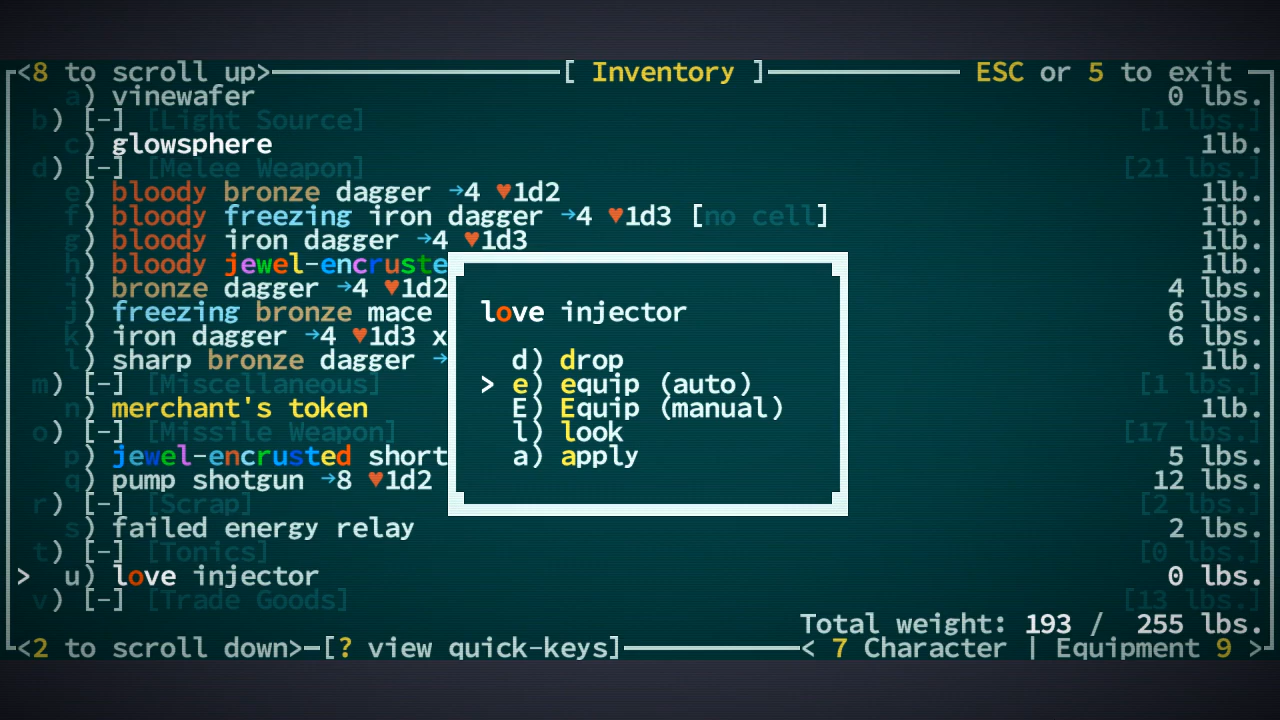 <8 to scroll up> [ Inventory ] ESC or 5 to exit
a) vinewafer 0 lbs.
b) [-] [Light Source] [1 lbs.]
c) glowsphere 1lb.
d) [-] [Melee Weapon] [21 lbs.]
e) bloody bronze dagger →4 ♥1d2 1lb.
f) bloody freezing iron dagger →4 ♥1d3 [no cell] 1lb.
g) bloody iron dagger →4 ♥1d3 1lb.
h) bloody jewel-encruste 1lb.
i) bronze dagger →4 ♥1d2 4 lbs.
j) freezing bronze mace 6 lbs.
k) iron dagger →4 ♥1d3 x 6 lbs.
l) sharp bronze dagger → 1lb.
m) [-] [Miscellaneous] [1 lbs.]
n) merchant's token 1lb.
o) [-] [Missile Weapon] [17 lbs.]
p) jewel-encrusted short 5 lbs.
q) pump shotgun →8 ♥1d2 12 lbs.
r) [-] [Scrap] [2 lbs.]
s) failed energy relay 2 lbs.
t) [-] [Tonics] [0 lbs.]
> u) love injector 0 lbs.
v) [-] [Trade Goods] [13 lbs.]
Total weight: 193 / 255 lbs.
<2 to scroll down> [? view quick-keys] < 7 Character | Equipment 9 >
love injector
d) drop
> e) equip (auto)
E) Equip (manual)
l) look
a) apply